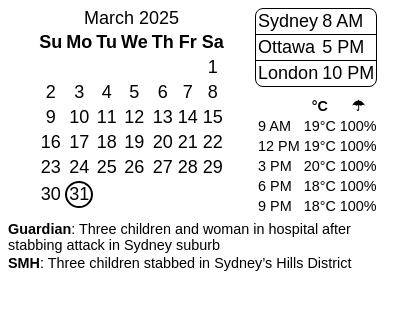 March 2025
Su Mo Tu We Th Fr Sa
1
2 3 4 5 6 7 8
9 10 11 12 13 14 15
16 17 18 19 20 21 22
23 24 25 26 27 28 29
30 31
Sydney 8 AM
Ottawa 5 PM
London 10 PM
°C ☂
9 AM 19°C 100%
12 PM 19°C 100%
3 PM 20°C 100%
6 PM 18°C 100%
9 PM 18°C 100%
Guardian: Three children and woman in hospital after
stabbing attack in Sydney suburb
SMH: Three children stabbed in Sydney’s Hills District